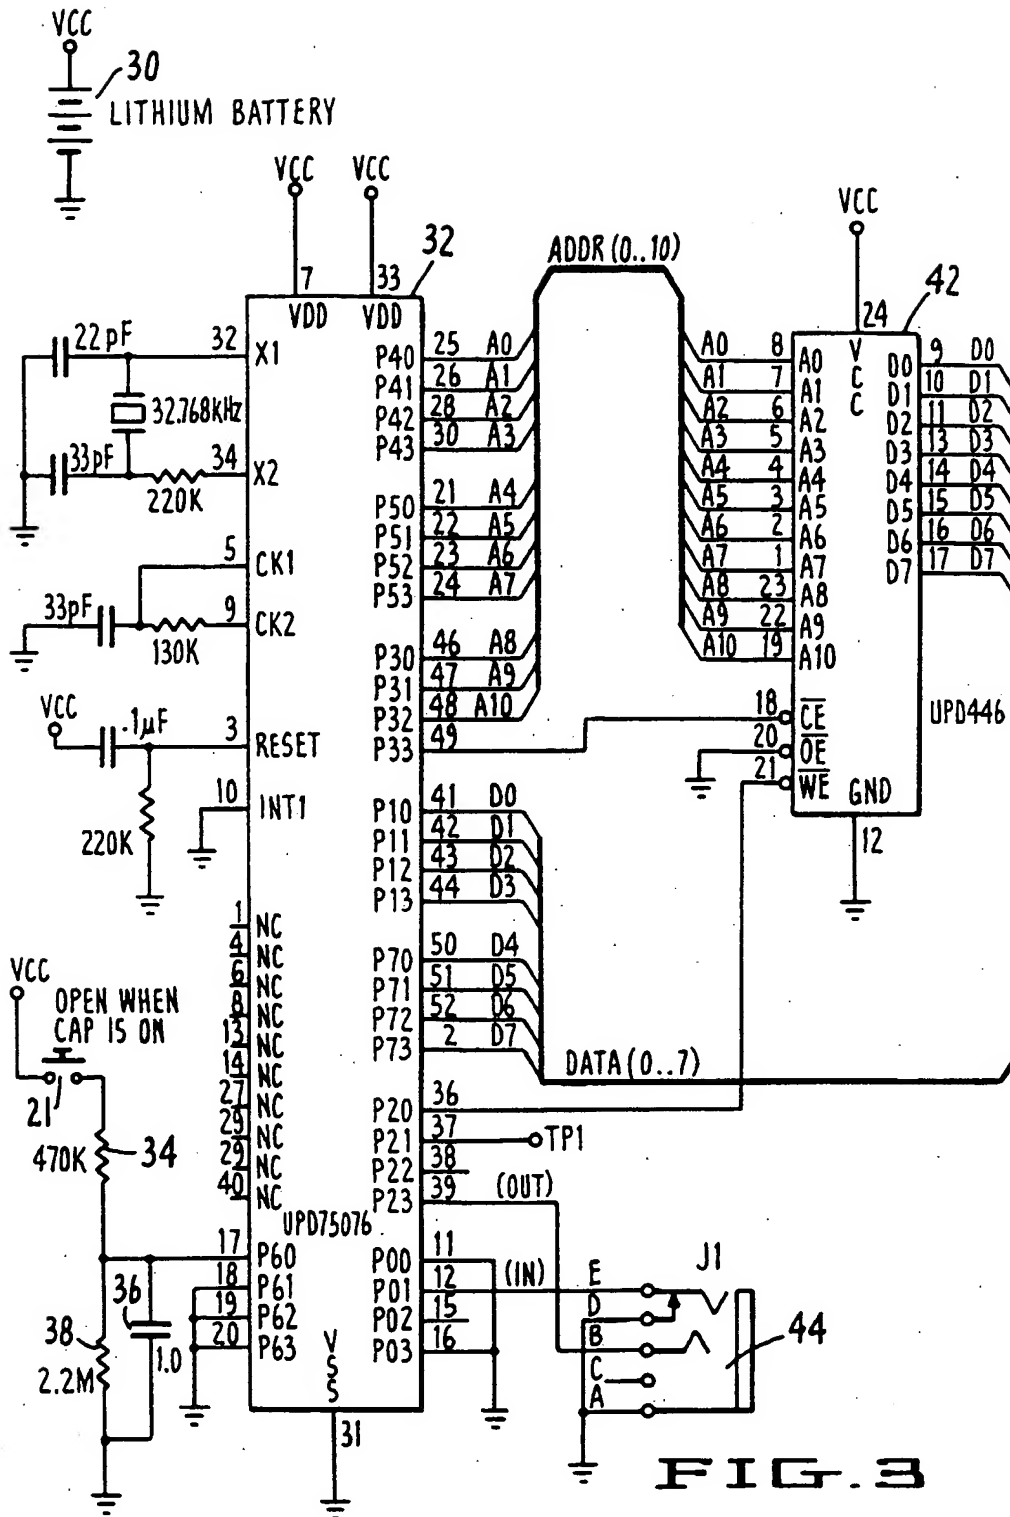 VCC
30
LITHIUM BATTERY
VCC VCC
32
7 33
VDD VDD
ADDR (0..10)
VCC
42
24
VCC
22pF 32 X1
32.768kHz
33pF 34 X2
220K
5 CK1
33pF 9 CK2
130K
VCC .1µF 3 RESET
10 INT1
220K
1 NC
4 NC
6 NC
8 NC
13 NC
14 NC
27 NC
29 NC
29 NC
40 NC
UPD75076
VCC
OPEN WHEN
CAP IS ON
21
470K 34
17 P60
18 P61
19 P62
20 P63
36
38
2.2M 1.0
VSS
31
P40 25 A0
P41 26 A1
P42 28 A2
P43 30 A3
P50 21 A4
P51 22 A5
P52 23 A6
P53 24 A7
P30 46 A8
P31 47 A9
P32 48 A10
P33 49
P10 41 D0
P11 42 D1
P12 43 D2
P13 44 D3
P70 50 D4
P71 51 D5
P72 52 D6
P73 2 D7
DATA (0..7)
P20 36
P21 37 TP1
P22 38
P23 39 (OUT)
P00 11
P01 12 (IN)
P02 15
P03 16
A0 8 A0
A1 7 A1
A2 6 A2
A3 5 A3
A4 4 A4
A5 3 A5
A6 2 A6
A7 1 A7
A8 23 A8
A9 22 A9
A10 19 A10
18 CE
20 OE
21 WE
GND
12
D0 9 D0
D1 10 D1
D2 11 D2
D3 13 D3
D4 14 D4
D5 15 D5
D6 16 D6
D7 17 D7
UPD446
J1
E
D
B
C
A
44
FIG. 3